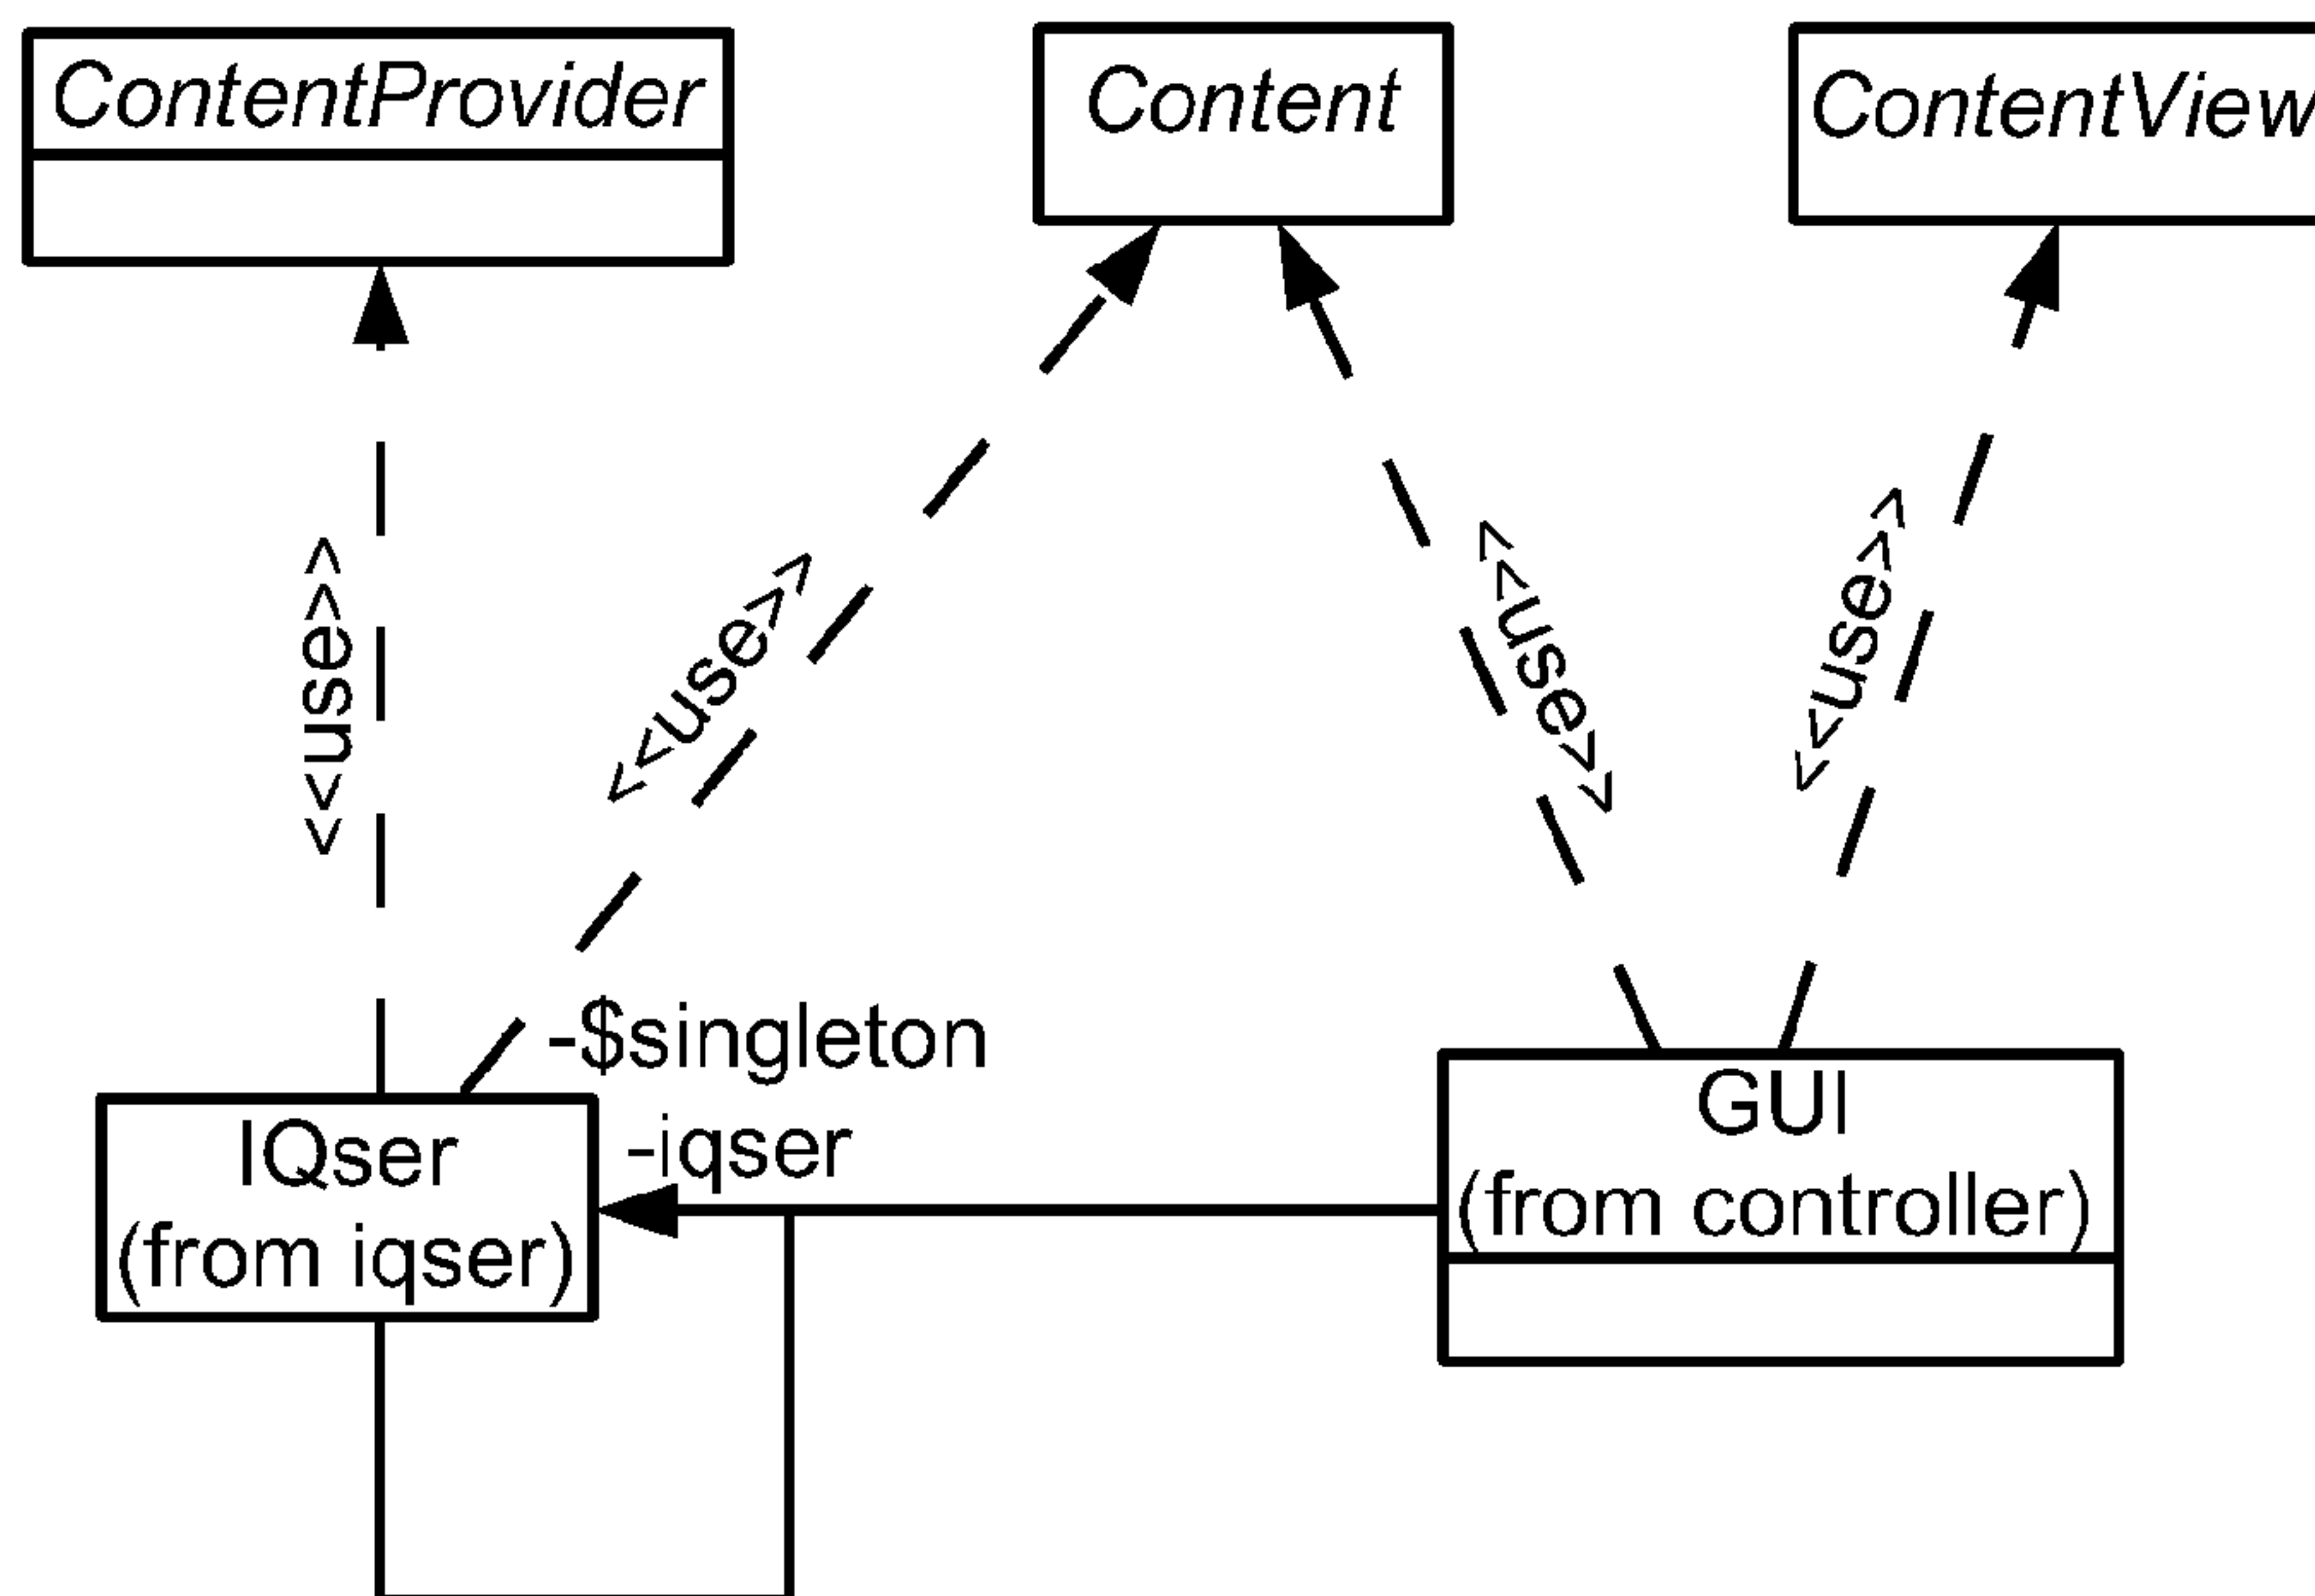 ContentProvider
Content
ContentView
<<use>>
<<use>>
<<use>>
<<use>>
-$singleton
-iqser
IQser
(from iqser)
GUI
(from controller)